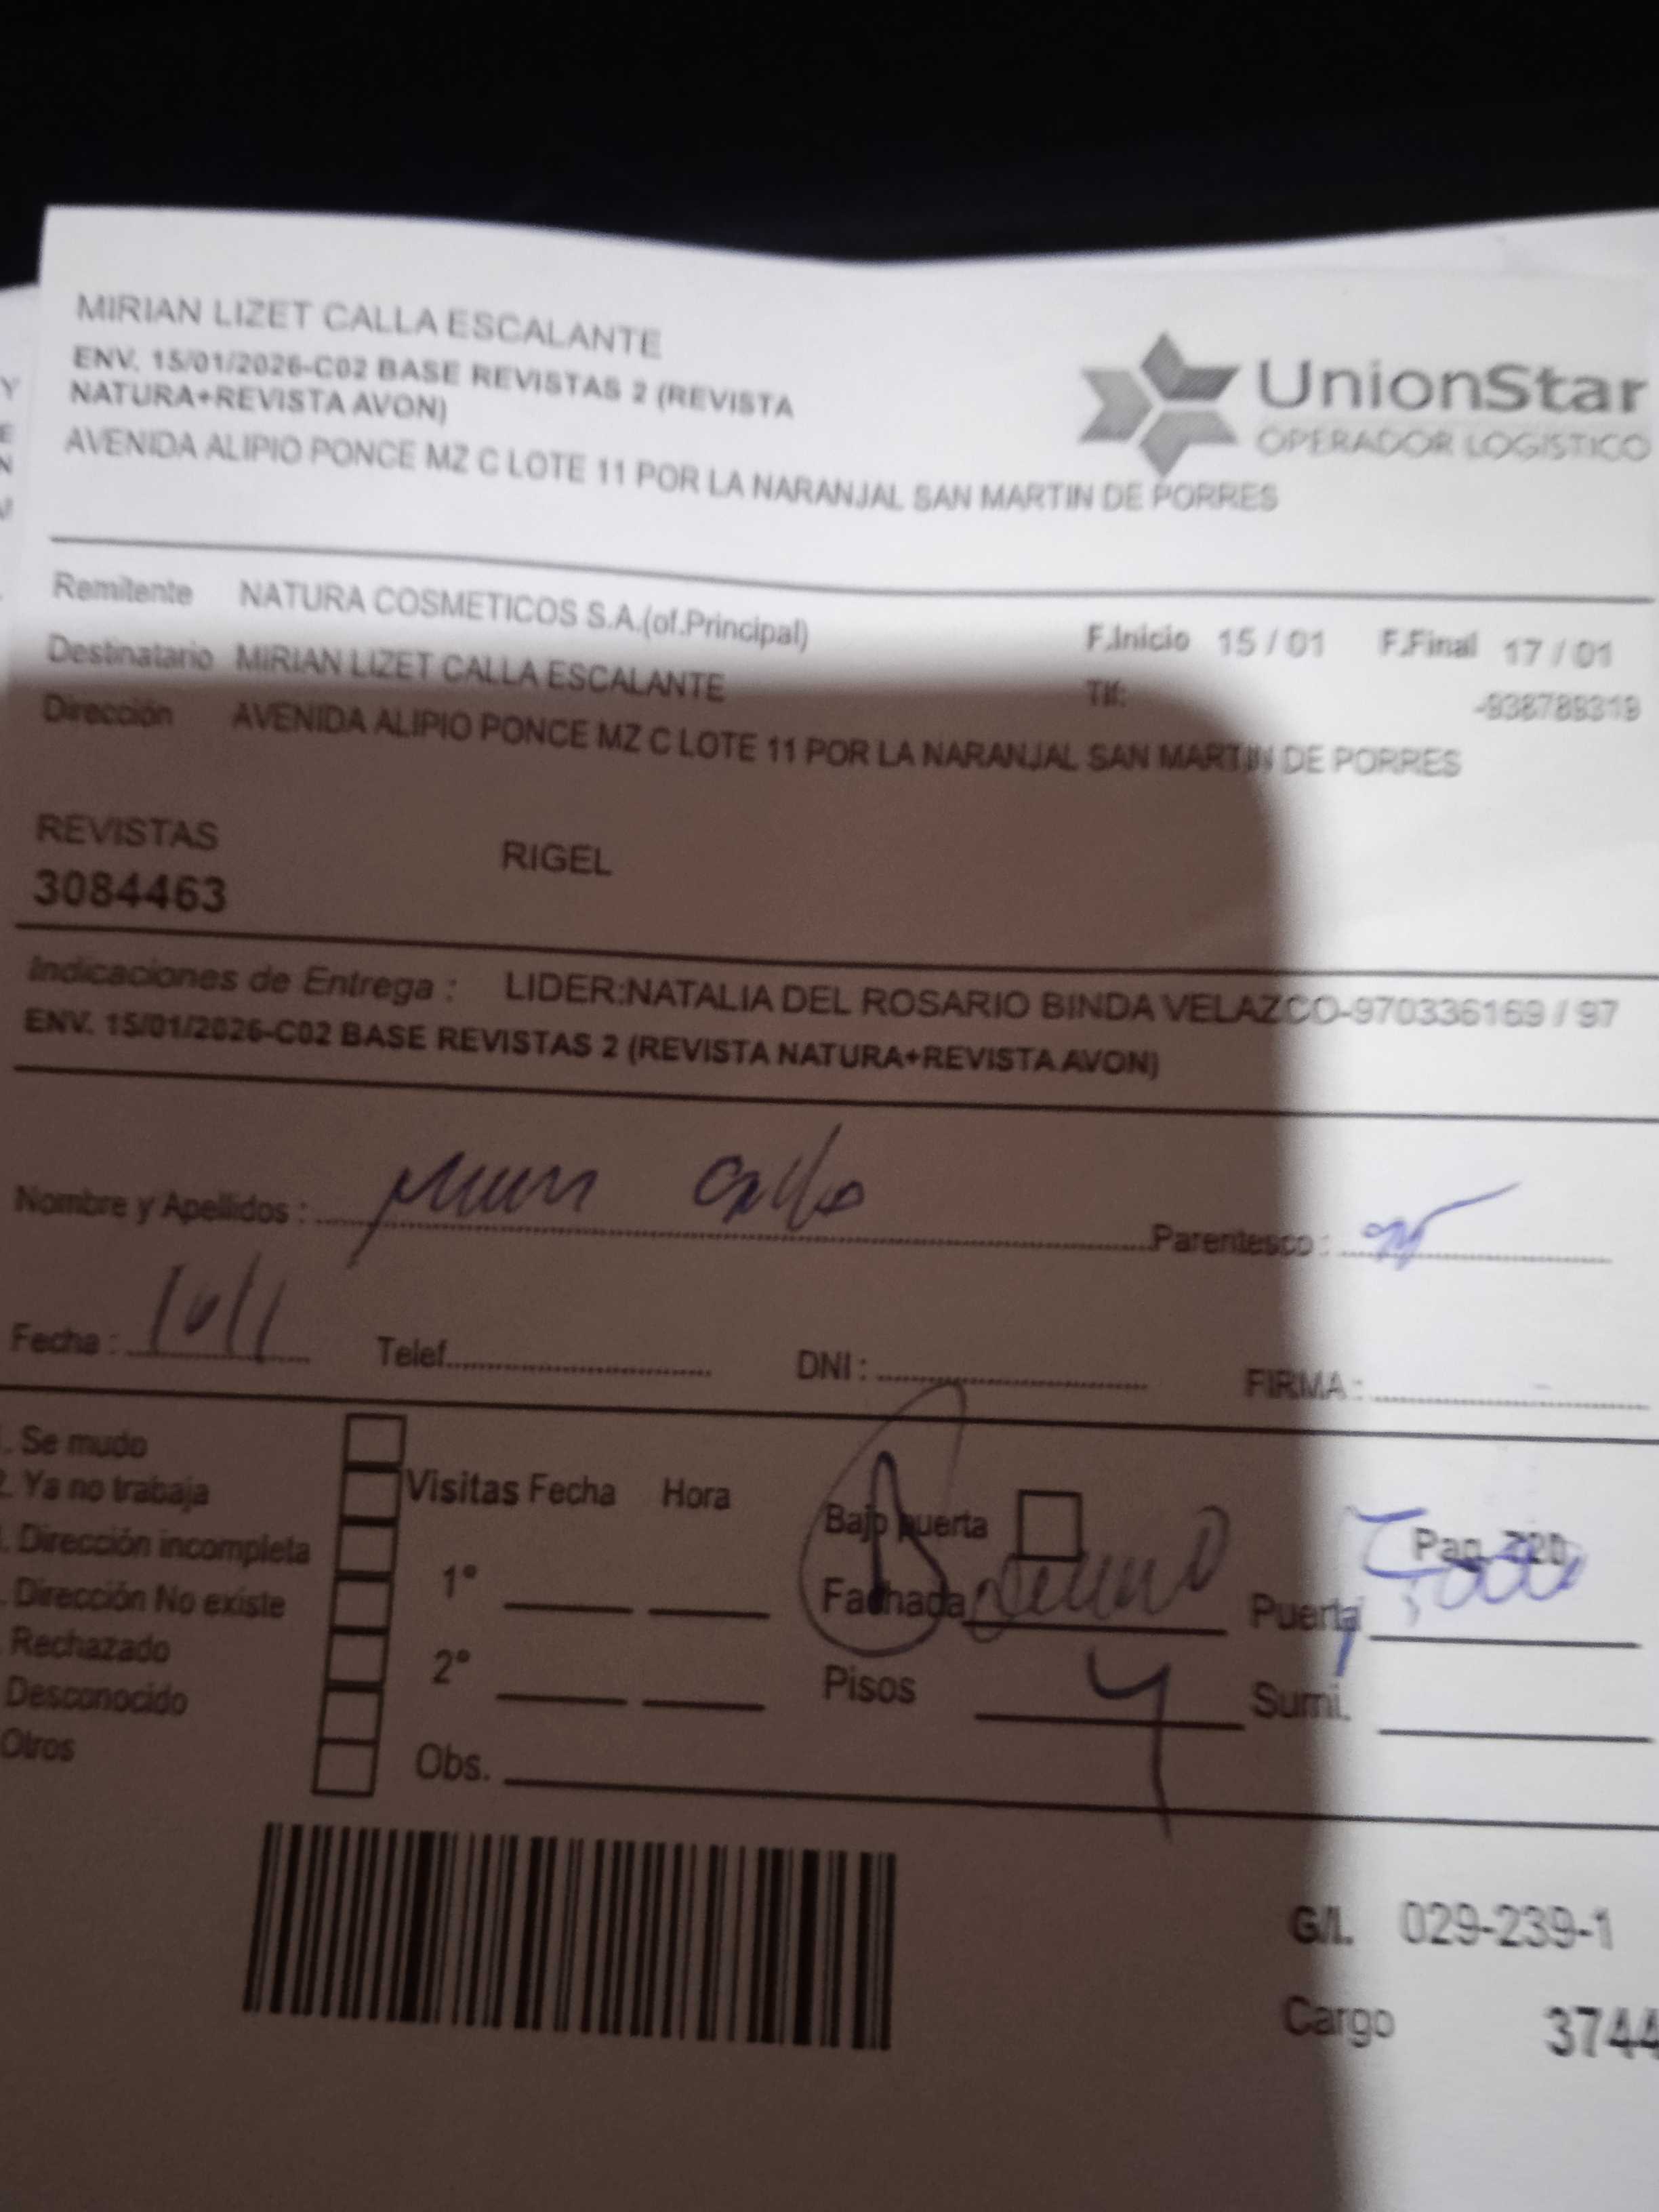 MIRIAN LIZET CALLA ESCALANTE
ENV. 15/01/2026-C02 BASE REVISTAS 2 (REVISTA
NATURA+REVISTA AVON)
AVENIDA ALIPIO PONCE MZ C LOTE 11 POR LA NARANJAL SAN MARTIN DE PORRES
UnionStar
OPERADOR LOGISTICO
Remitente NATURA COSMETICOS S.A.(of.Principal) F.Inicio 15 / 01 F.Final 17 / 01
Destinatario MIRIAN LIZET CALLA ESCALANTE Tlf: -938789319
Dirección AVENIDA ALIPIO PONCE MZ C LOTE 11 POR LA NARANJAL SAN MARTIN DE PORRES
REVISTAS RIGEL
3084463
Indicaciones de Entrega : LIDER:NATALIA DEL ROSARIO BINDA VELAZCO-970336169 / 97
ENV. 15/01/2026-C02 BASE REVISTAS 2 (REVISTA NATURA+REVISTA AVON)
Nombre y Apellidos : Calla Parentesco :
Fecha : Telef. DNI : FIRMA :
. Se mudo
2. Ya no trabaja
. Dirección incompleta
. Dirección No existe
. Rechazado
Desconocido
Otros
Visitas Fecha Hora
1°
2°
Obs.
Bajo puerta Pag.
Fachada Puerta
Pisos 4 Sumi.
G/L 029-239-1
Cargo 3744